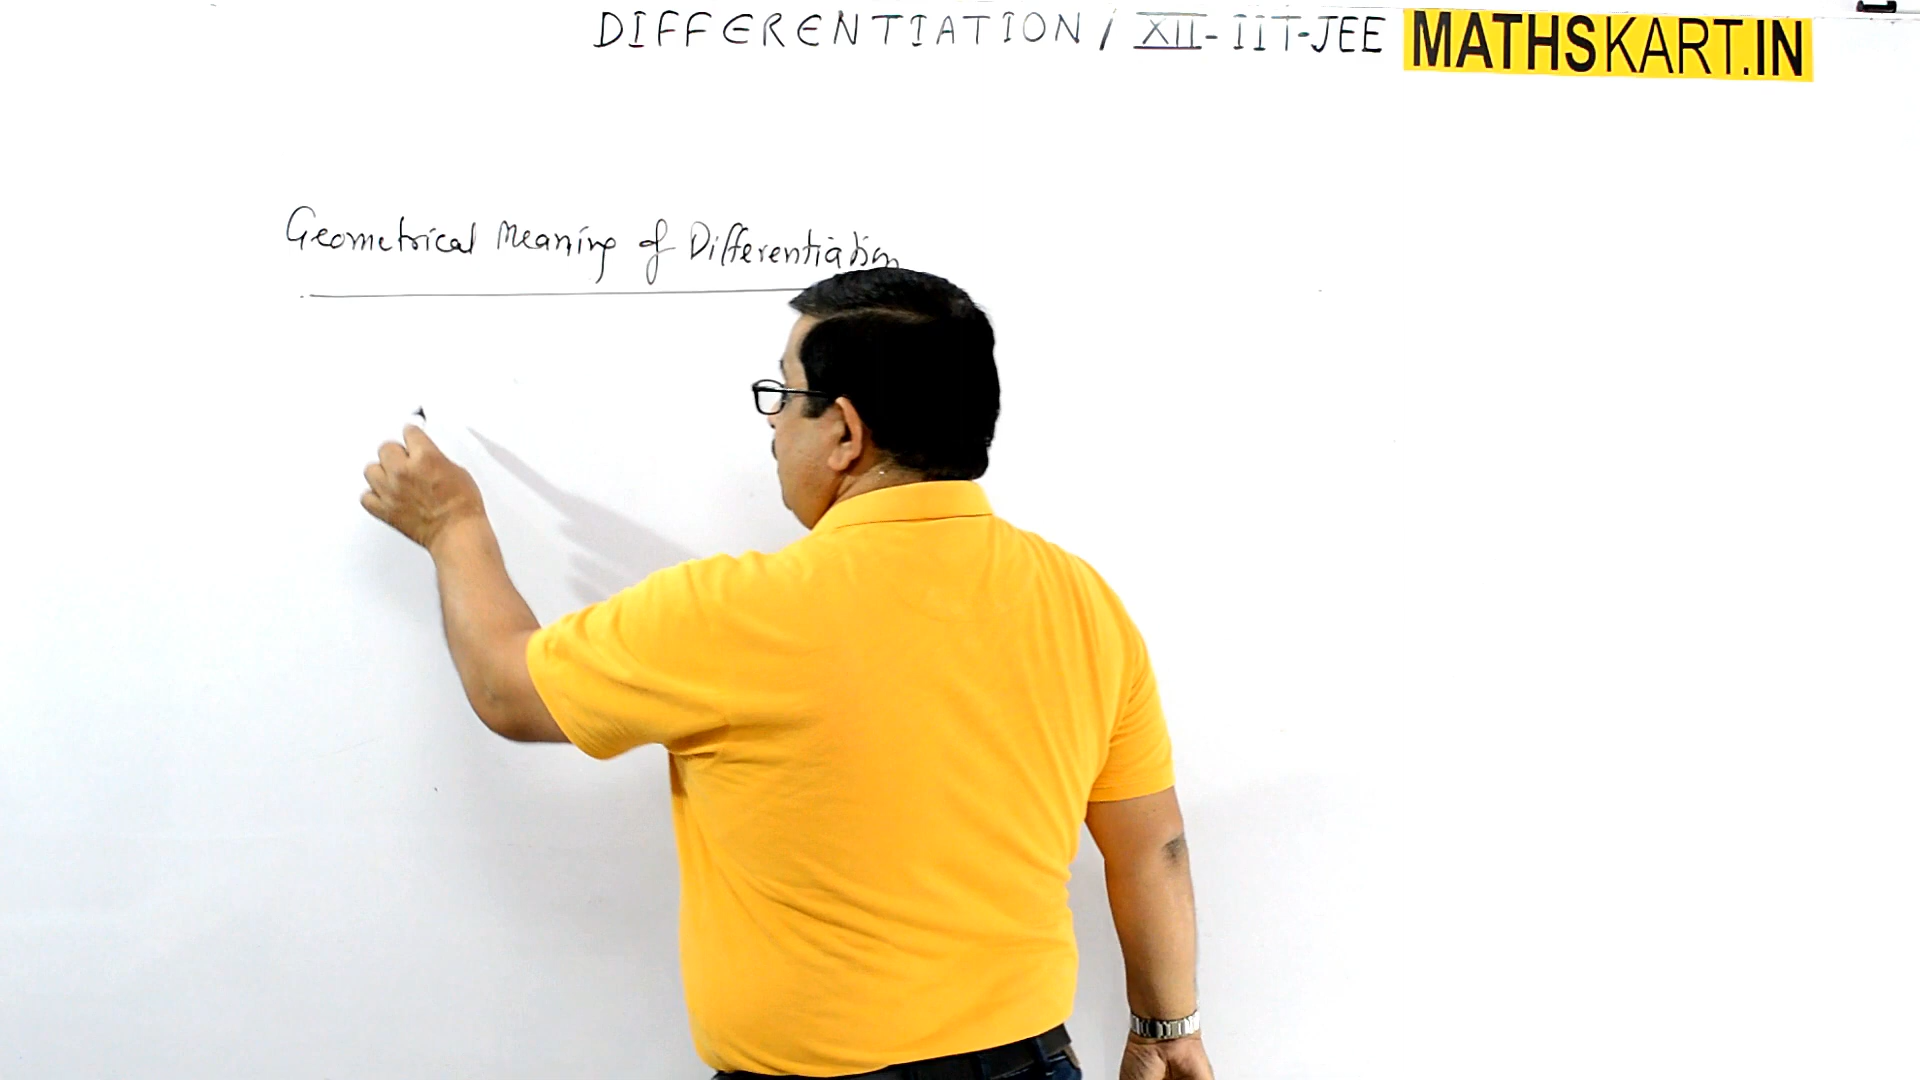 DIFFERENTIATION / XII - IIT-JEE MATHSKART.IN
Geometrical Meaning of Differentiation